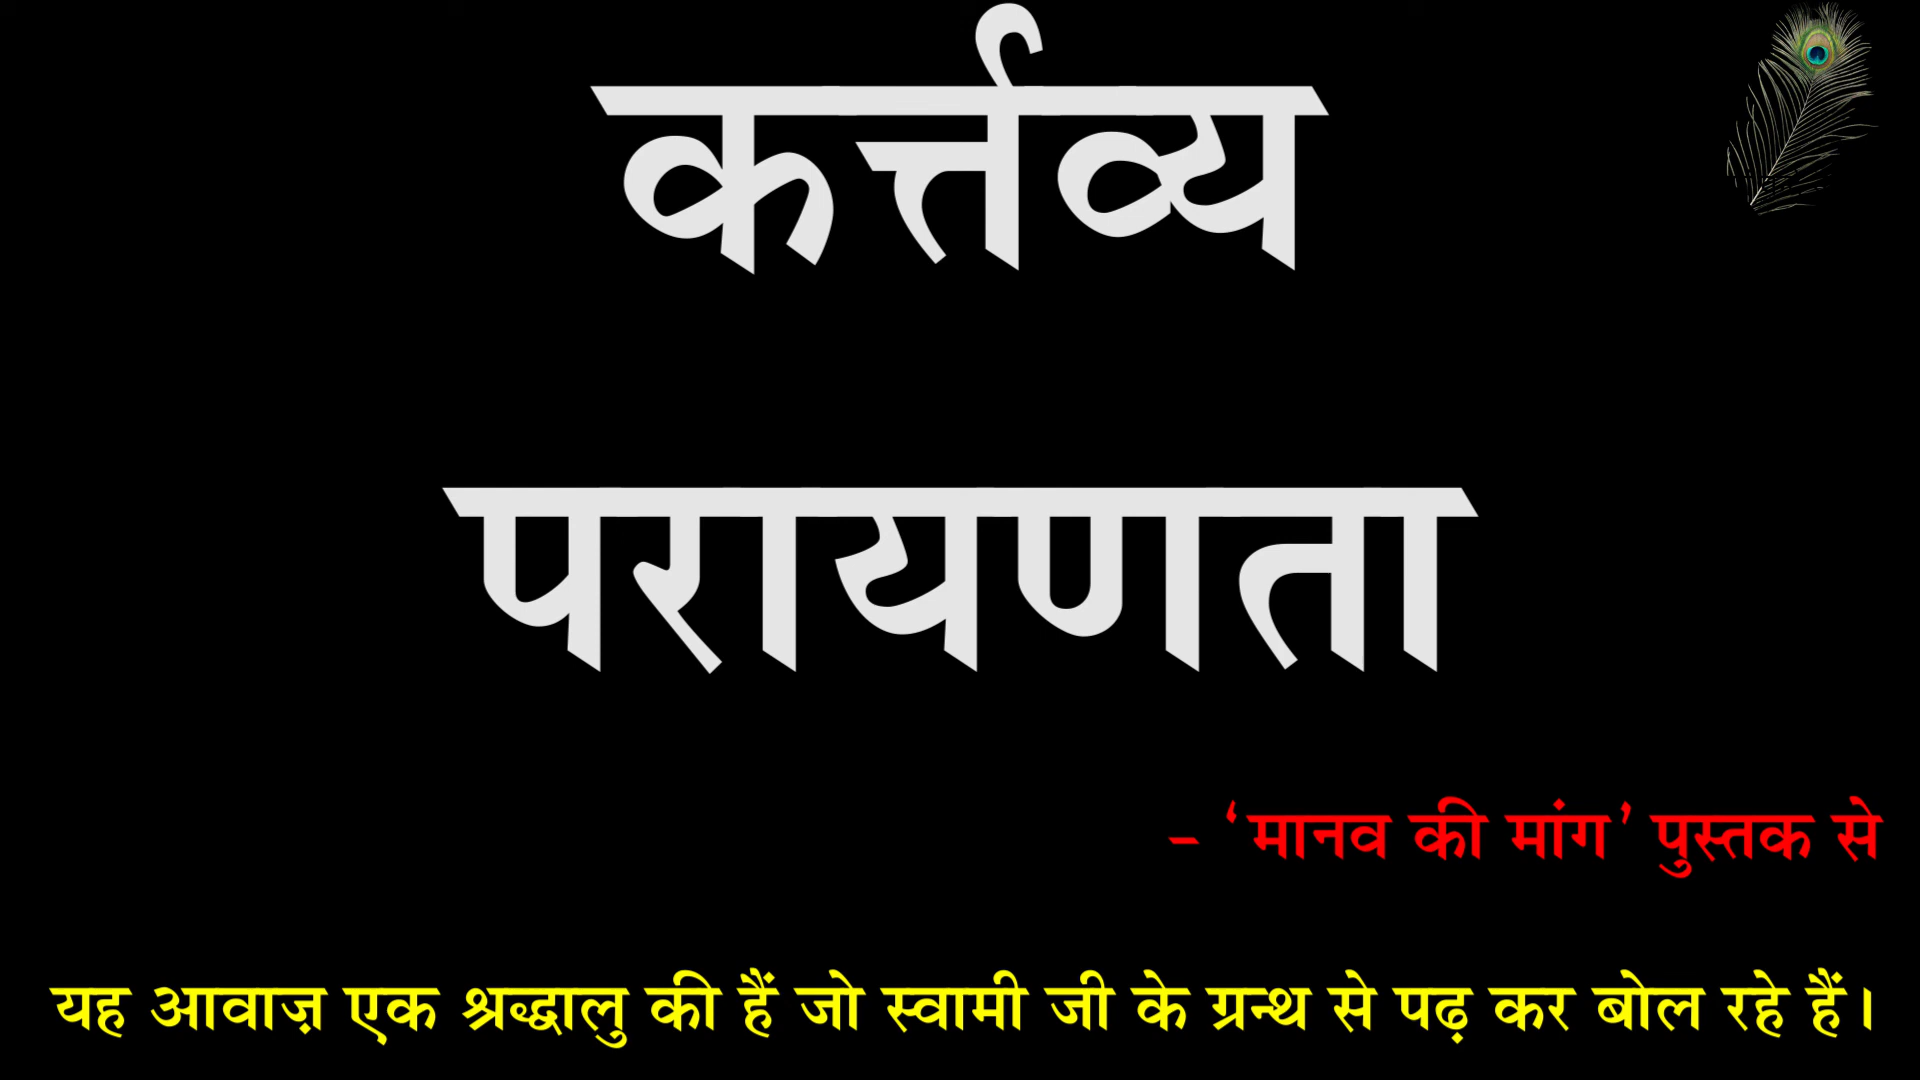 कर्त्तव्य
परायणता
– ‘मानव की मांग’ पुस्तक से
यह आवाज़ एक श्रद्धालु की हैं जो स्वामी जी के ग्रन्थ से पढ़ कर बोल रहे हैं।